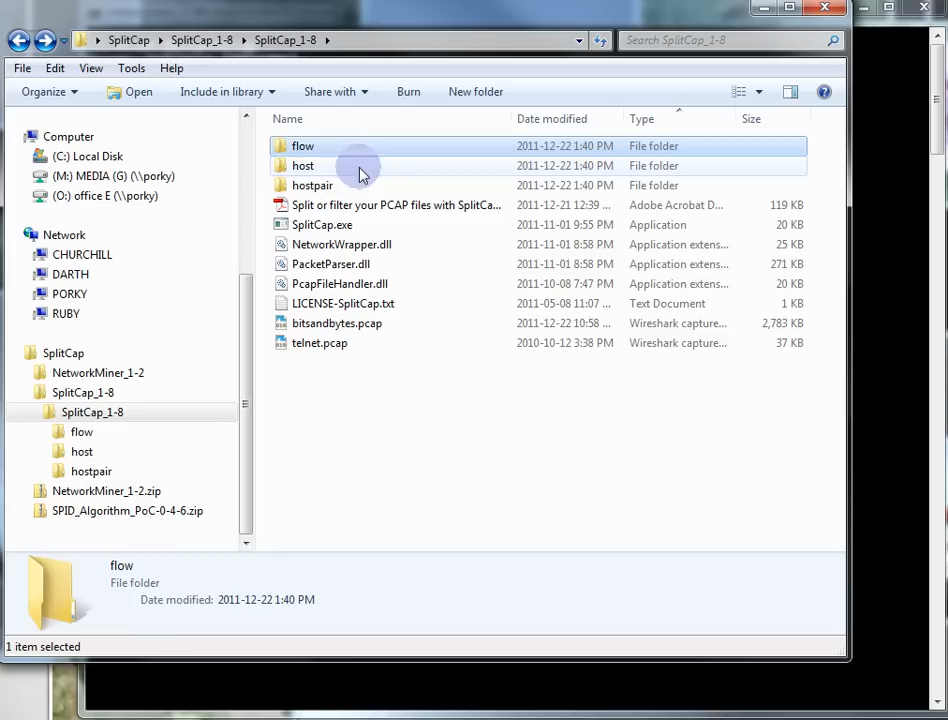 SplitCap ▸ SplitCap_1-8 ▸ SplitCap_1-8 ▸
Search SplitCap_1-8
File Edit View Tools Help
Organize Open Include in library Share with Burn New folder
Name Date modified Type Size
Computer
(C:) Local Disk
(M:) MEDIA (G) (\\porky)
(O:) office E (\\porky)
Network
CHURCHILL
DARTH
PORKY
RUBY
SplitCap
NetworkMiner_1-2
SplitCap_1-8
SplitCap_1-8
flow
host
hostpair
NetworkMiner_1-2.zip
SPID_Algorithm_PoC-0-4-6.zip
flow 2011-12-22 1:40 PM File folder
host 2011-12-22 1:40 PM File folder
hostpair 2011-12-22 1:40 PM File folder
Split or filter your PCAP files with SplitCa... 2011-12-21 12:39 ... Adobe Acrobat D... 119 KB
SplitCap.exe 2011-11-01 9:55 PM Application 40 KB
NetworkWrapper.dll 2011-11-01 8:58 PM Application extens... 25 KB
PacketParser.dll 2011-11-01 8:58 PM Application extens... 271 KB
PcapFileHandler.dll 2011-10-08 7:47 PM Application extens... 20 KB
LICENSE-SplitCap.txt 2011-05-08 11:07 ... Text Document 1 KB
bitsandbytes.pcap 2011-12-22 10:58 ... Wireshark capture... 2,783 KB
telnet.pcap 2010-10-12 3:38 PM Wireshark capture... 37 KB
flow
File folder
Date modified: 2011-12-22 1:40 PM
1 item selected